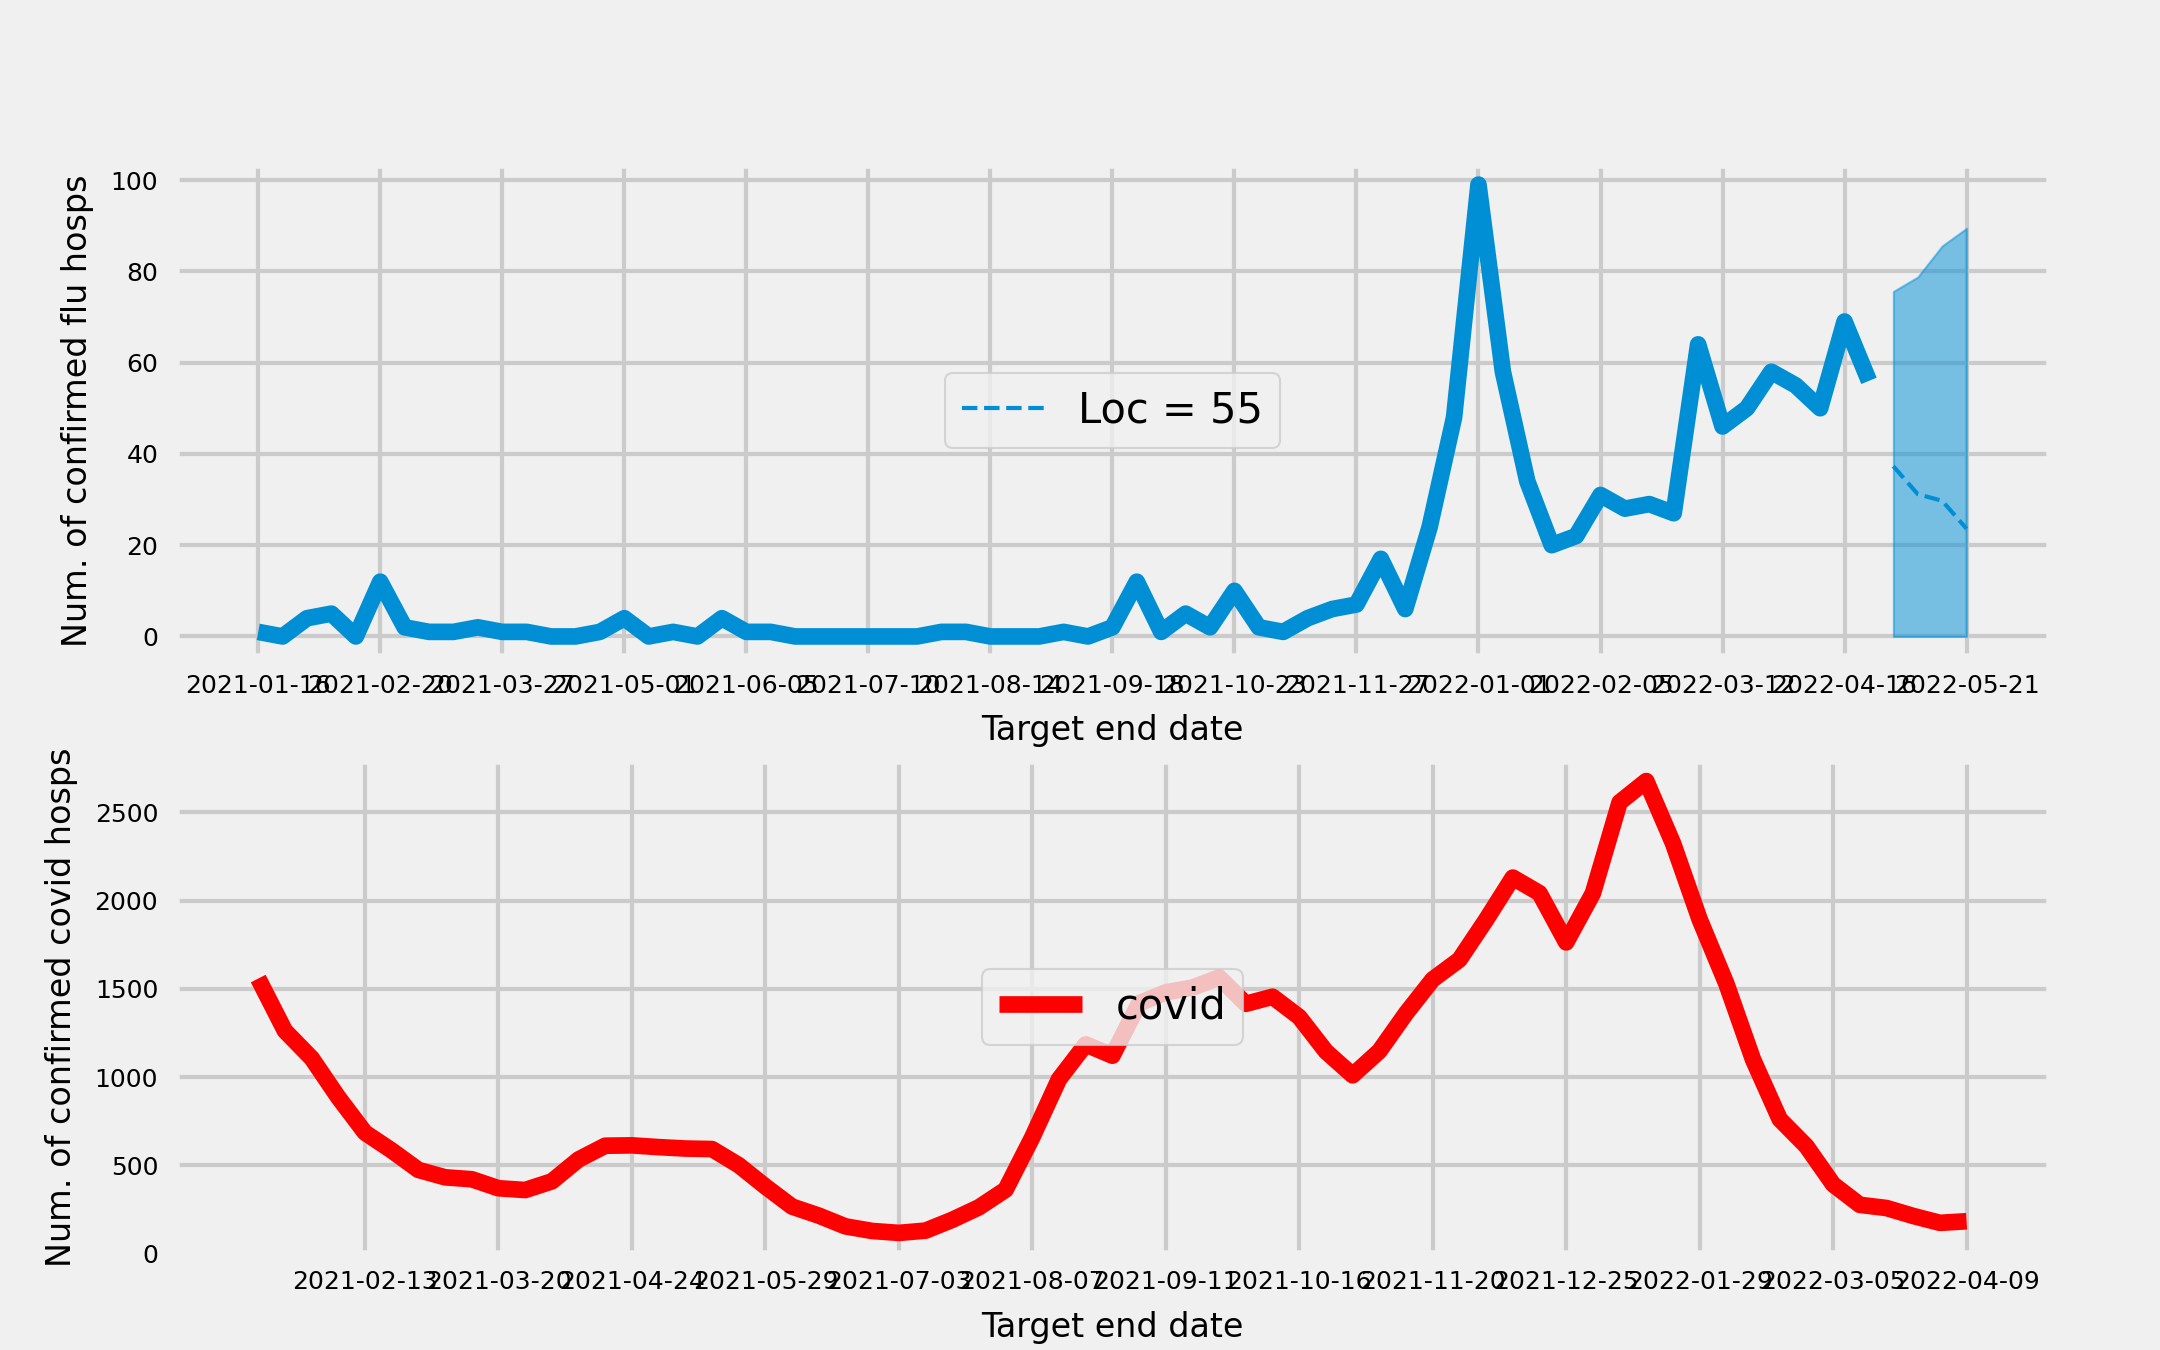 Num. of confirmed flu hosps
100
80
60
40
20
0
Loc = 55
2021-01-16 2021-02-20 2021-03-27 2021-05-01 2021-06-05 2021-07-10 2021-08-14 2021-09-18 2021-10-23 2021-11-27 2022-01-01 2022-02-05 2022-03-12 2022-04-16 2022-05-21
Target end date
Num. of confirmed covid hosps
2500
2000
1500
1000
500
0
covid
2021-02-13 2021-03-20 2021-04-24 2021-05-29 2021-07-03 2021-08-07 2021-09-11 2021-10-16 2021-11-20 2021-12-25 2022-01-29 2022-03-05 2022-04-09
Target end date